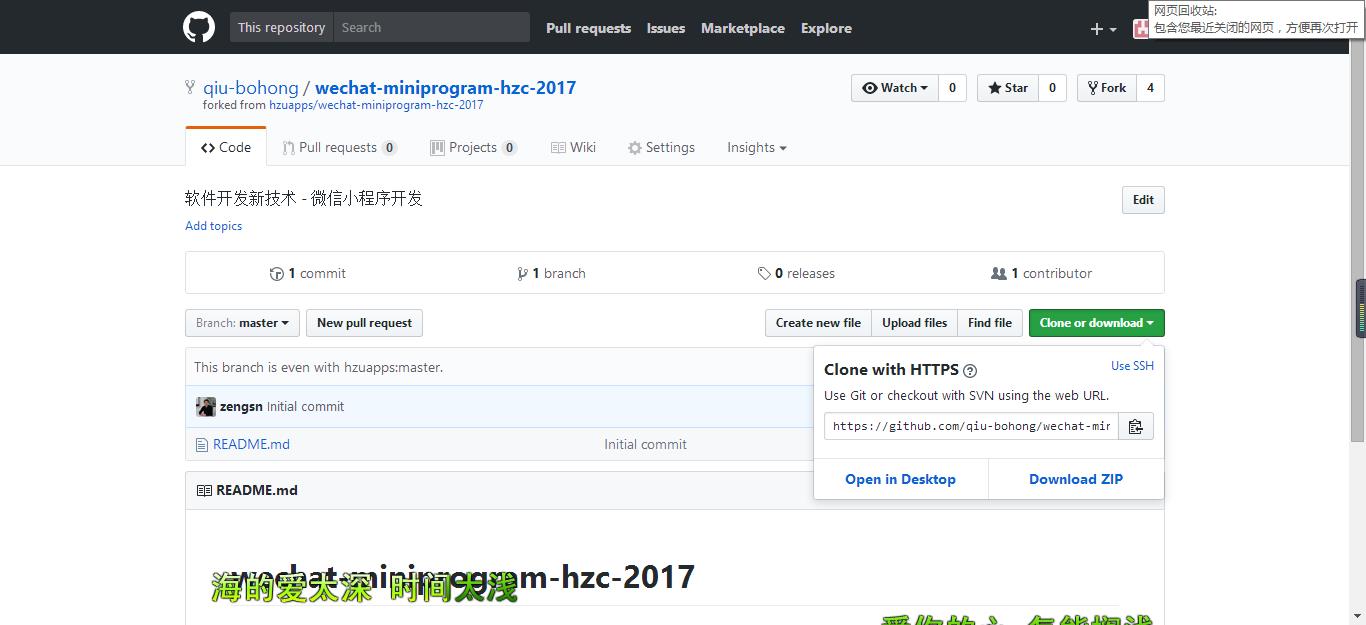 This repository Search Pull requests Issues Marketplace Explore
网页回收站:
包含您最近关闭的网页，方便再次打开
qiu-bohong / wechat-miniprogram-hzc-2017
forked from hzuapps/wechat-miniprogram-hzc-2017
Watch 0 Star 0 Fork 4
Code Pull requests 0 Projects 0 Wiki Settings Insights
软件开发新技术 - 微信小程序开发
Edit
Add topics
1 commit 1 branch 0 releases 1 contributor
Branch: master New pull request Create new file Upload files Find file Clone or download
This branch is even with hzuapps:master.
Clone with HTTPS Use SSH
Use Git or checkout with SVN using the web URL.
https://github.com/qiu-bohong/wechat-mir
Open in Desktop Download ZIP
zengsn Initial commit
README.md Initial commit
README.md
wechat-miniprogram-hzc-2017
海的爱太深 时间太浅